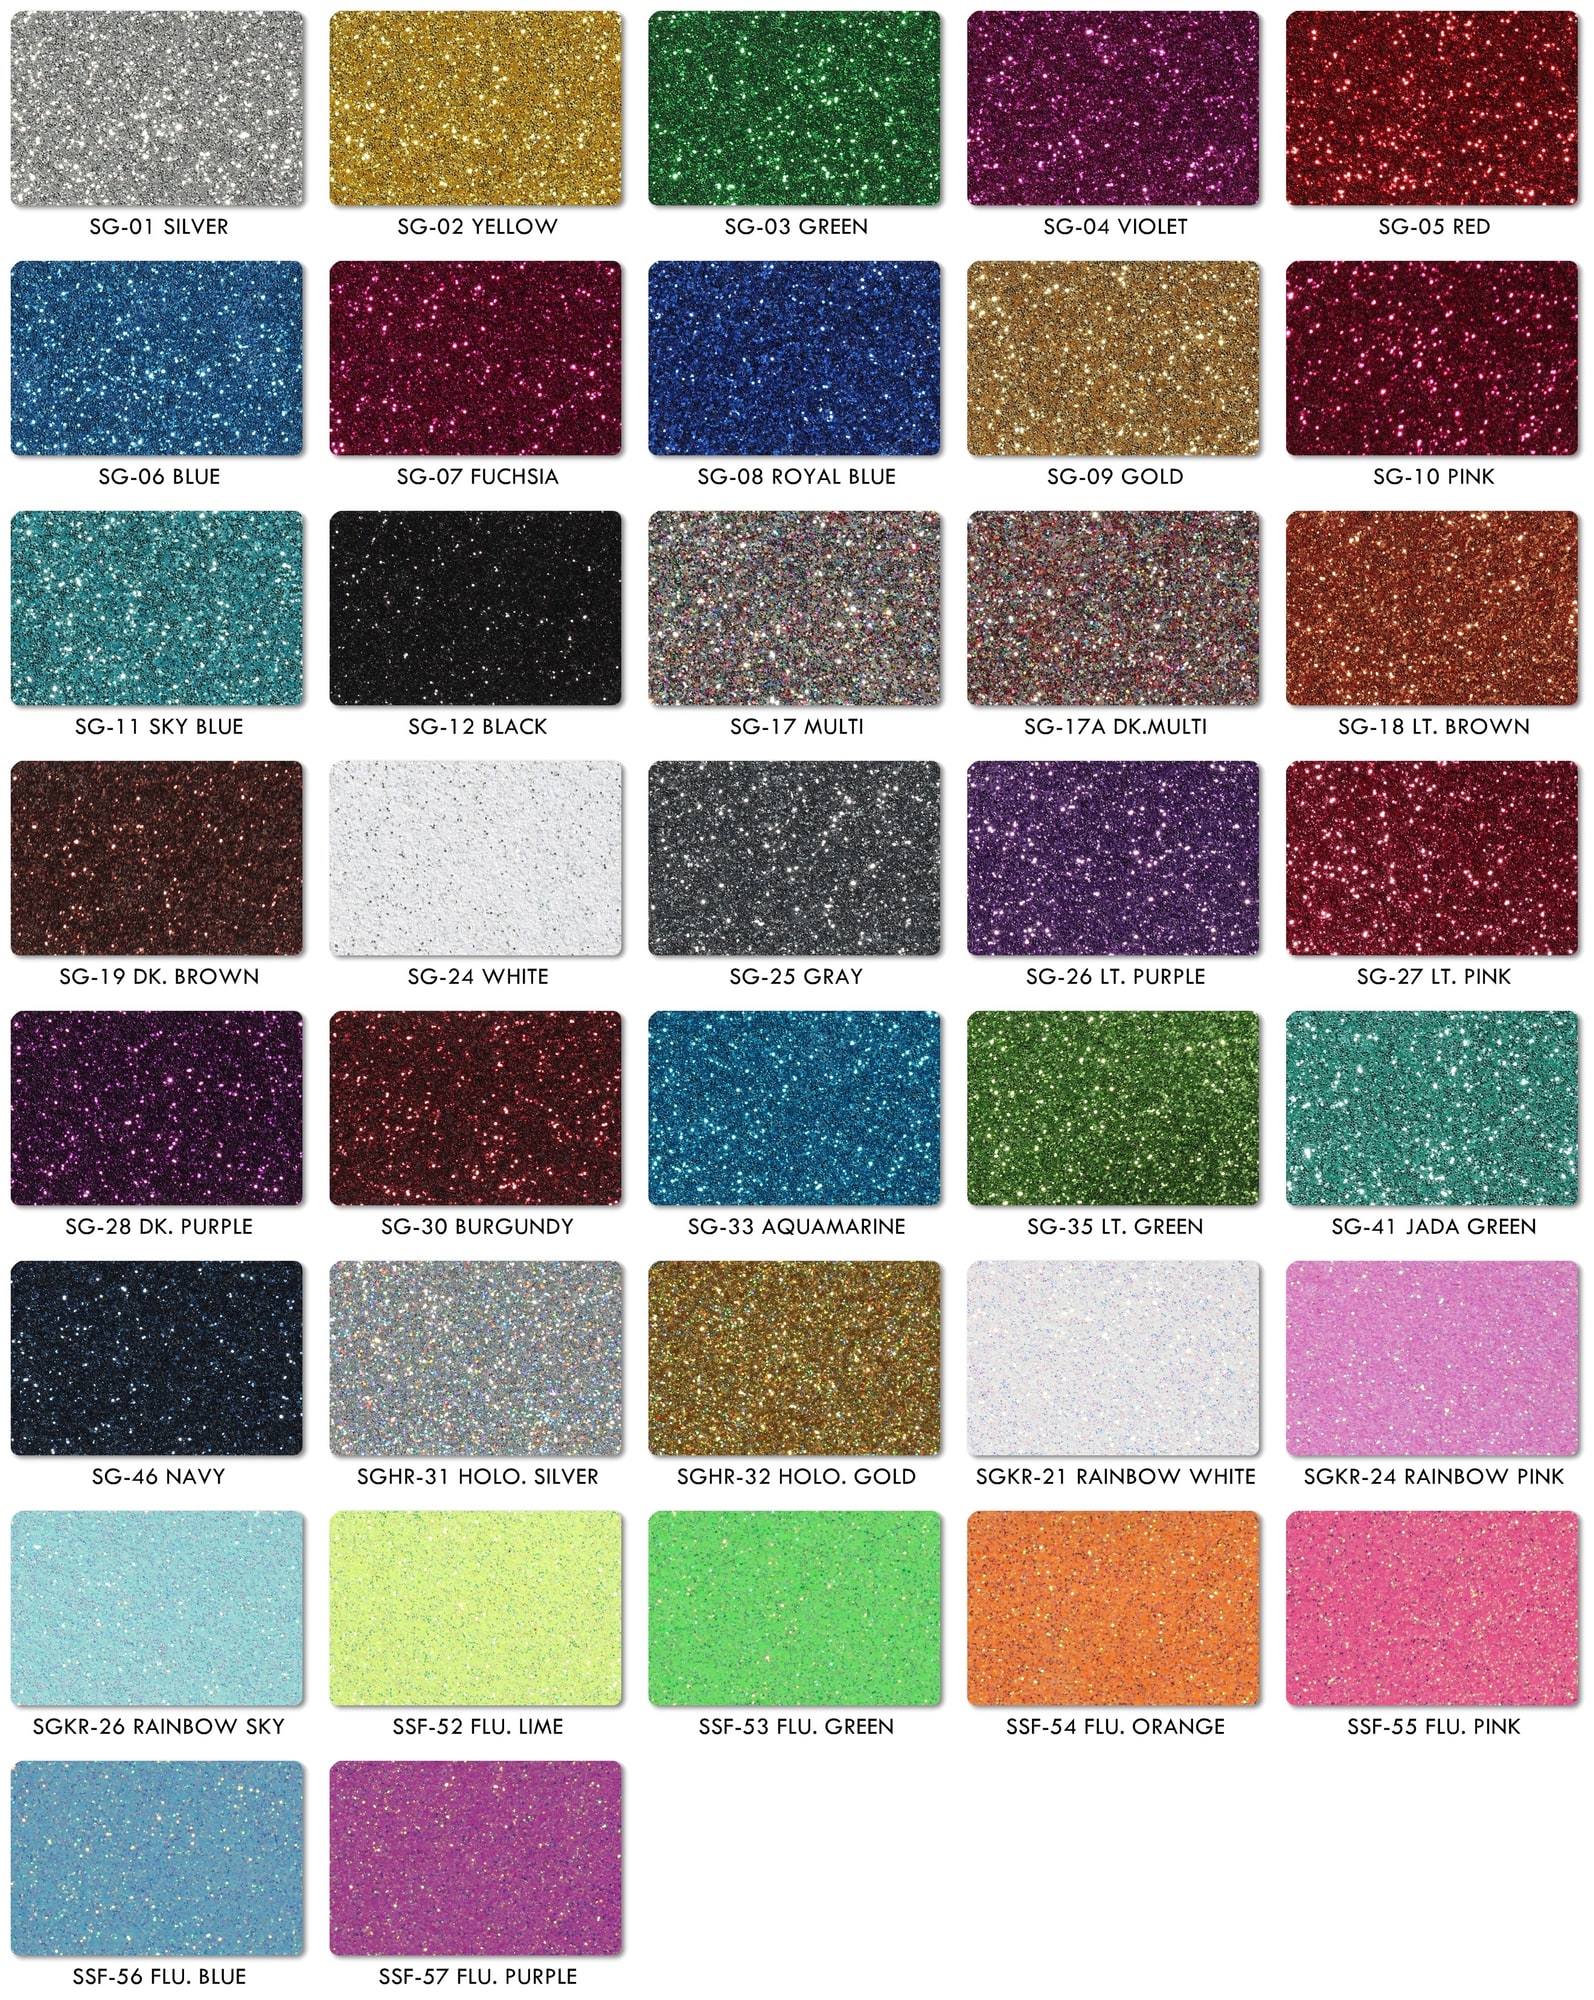 SG-01 SILVER
SG-02 YELLOW
SG-03 GREEN
SG-04 VIOLET
SG-05 RED
SG-06 BLUE
SG-07 FUCHSIA
SG-08 ROYAL BLUE
SG-09 GOLD
SG-10 PINK
SG-11 SKY BLUE
SG-12 BLACK
SG-17 MULTI
SG-17A DK.MULTI
SG-18 LT. BROWN
SG-19 DK. BROWN
SG-24 WHITE
SG-25 GRAY
SG-26 LT. PURPLE
SG-27 LT. PINK
SG-28 DK. PURPLE
SG-30 BURGUNDY
SG-33 AQUAMARINE
SG-35 LT. GREEN
SG-41 JADA GREEN
SG-46 NAVY
SGHR-31 HOLO. SILVER
SGHR-32 HOLO. GOLD
SGKR-21 RAINBOW WHITE
SGKR-24 RAINBOW PINK
SGKR-26 RAINBOW SKY
SSF-52 FLU. LIME
SSF-53 FLU. GREEN
SSF-54 FLU. ORANGE
SSF-55 FLU. PINK
SSF-56 FLU. BLUE
SSF-57 FLU. PURPLE